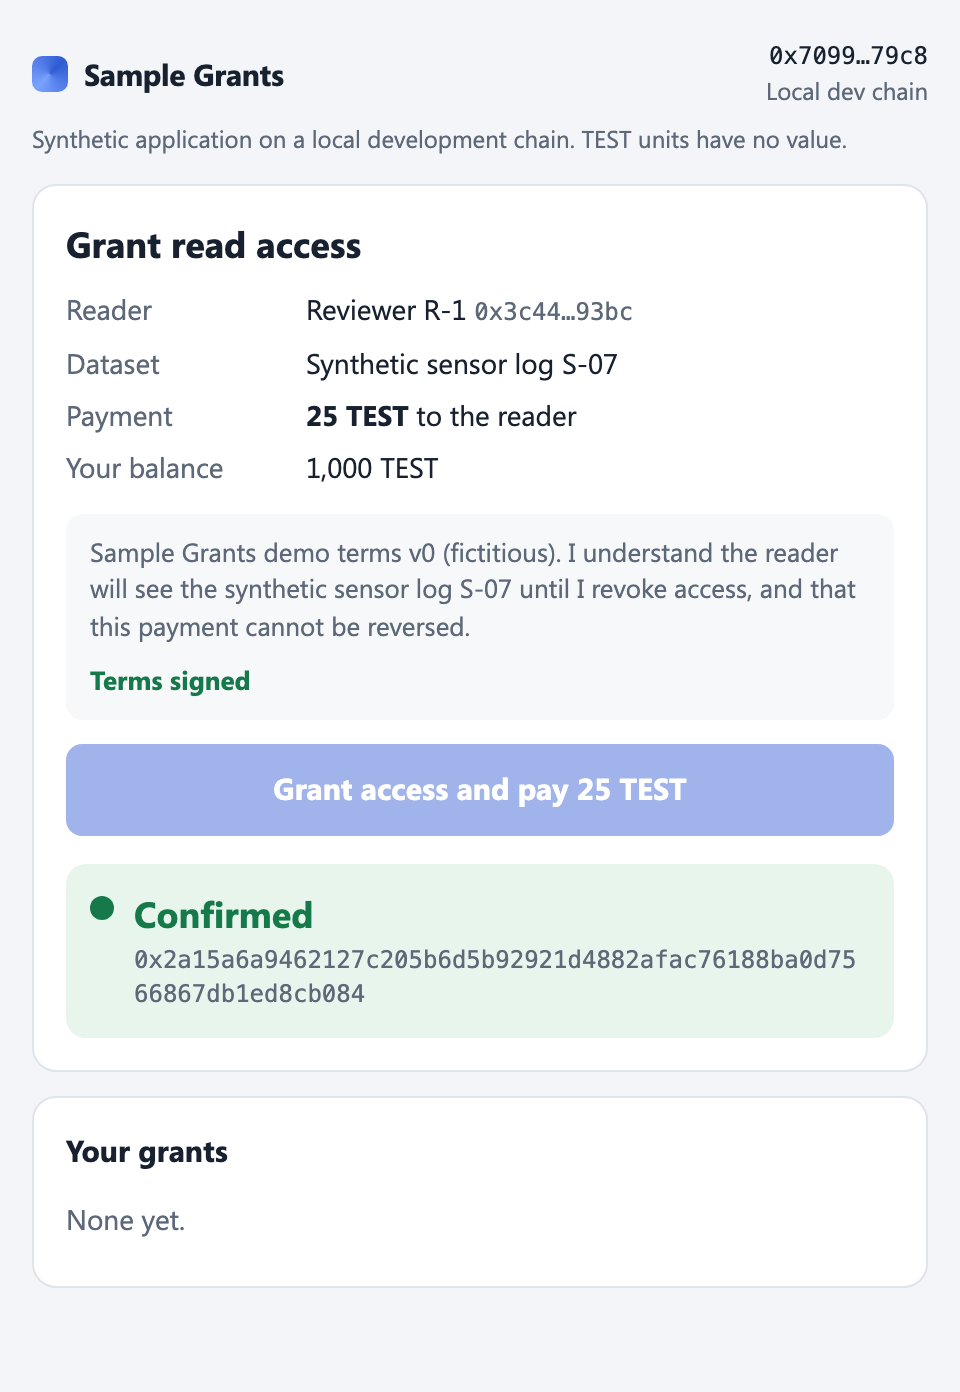 Sample Grants
0x7099…79c8
Local dev chain
Synthetic application on a local development chain. TEST units have no value.
Grant read access
Reader Reviewer R-1 0x3c44…93bc
Dataset Synthetic sensor log S-07
Payment 25 TEST to the reader
Your balance 1,000 TEST
Sample Grants demo terms v0 (fictitious). I understand the reader
will see the synthetic sensor log S-07 until I revoke access, and that
this payment cannot be reversed.
Terms signed
Grant access and pay 25 TEST
Confirmed
0x2a15a6a9462127c205b6d5b92921d4882afac76188ba0d75
66867db1ed8cb084
Your grants
None yet.